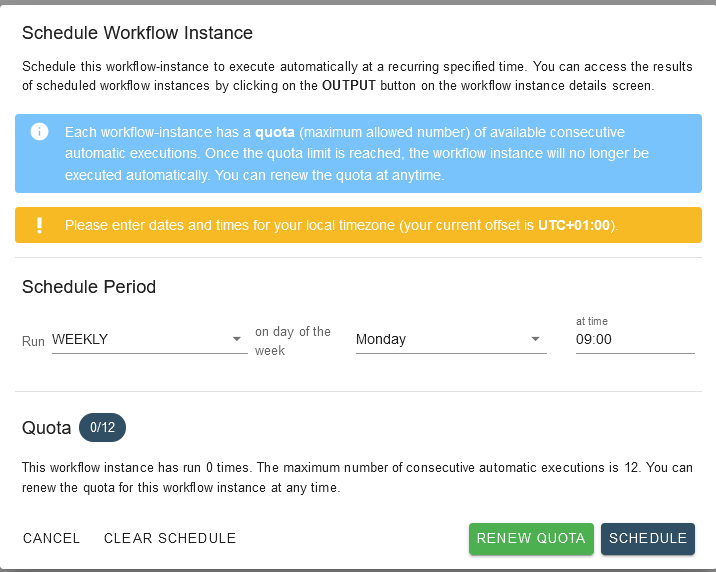 Schedule Workflow Instance
Schedule this workflow-instance to execute automatically at a recurring specified time. You can access the results
of scheduled workflow instances by clicking on the OUTPUT button on the workflow instance details screen.
Each workflow-instance has a quota (maximum allowed number) of available consecutive
automatic executions. Once the quota limit is reached, the workflow instance will no longer be
executed automatically. You can renew the quota at anytime.
Please enter dates and times for your local timezone (your current offset is UTC+01:00).
Schedule Period
Run WEEKLY
on day of the
week
Monday
at time
09:00
Quota 0/12
This workflow instance has run 0 times. The maximum number of consecutive automatic executions is 12. You can
renew the quota for this workflow instance at any time.
CANCEL CLEAR SCHEDULE RENEW QUOTA SCHEDULE